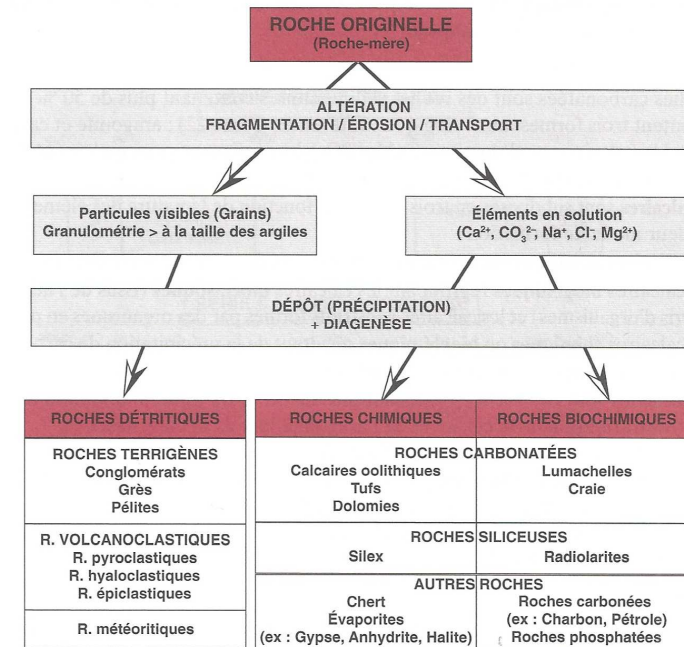 ROCHE ORIGINELLE
(Roche-mère)
ALTÉRATION
FRAGMENTATION / ÉROSION / TRANSPORT
Particules visibles (Grains)
Granulométrie > à la taille des argiles
Éléments en solution
(Ca²⁺, CO₃²⁻, Na⁺, Cl⁻, Mg²⁺)
DÉPÔT (PRÉCIPITATION)
+ DIAGENÈSE
ROCHES DÉTRITIQUES
ROCHES TERRIGÈNES
Conglomérats
Grès
Pélites
R. VOLCANOCLASTIQUES
R. pyroclastiques
R. hyaloclastiques
R. épiclastiques
R. météoritiques
ROCHES CHIMIQUES
ROCHES BIOCHIMIQUES
ROCHES CARBONATÉES
Calcaires oolithiques
Tufs
Dolomies
Lumachelles
Craie
ROCHES SILICEUSES
Silex
Radiolarites
AUTRES ROCHES
Chert
Évaporites
(ex : Gypse, Anhydrite, Halite)
Roches carbonées
(ex : Charbon, Pétrole)
Roches phosphatées